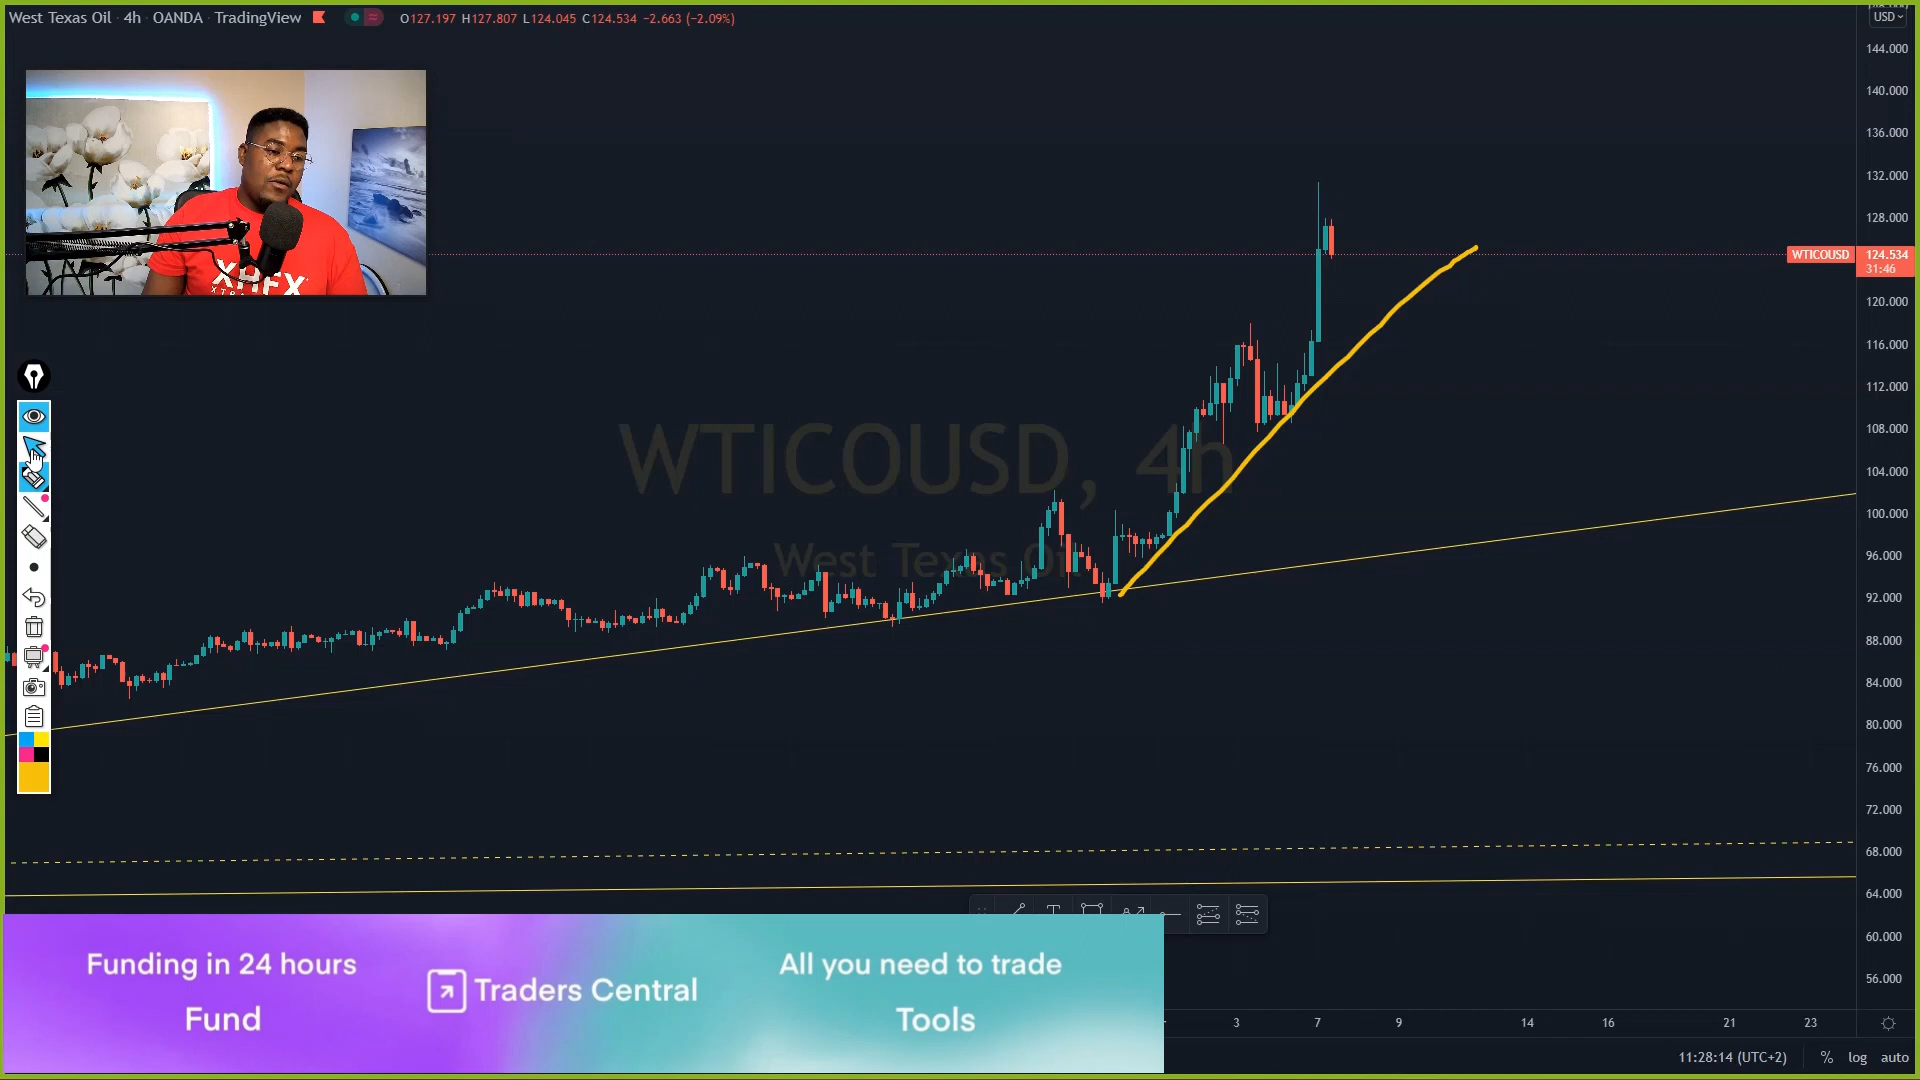 West Texas Oil · 4h · OANDA · TradingView
O127.197 H127.807 L124.045 C124.534 −2.663 (−2.09%)
USD
144.000
140.000
136.000
132.000
128.000
WTICOUSD 124.534
31:46
120.000
116.000
112.000
108.000
104.000
100.000
96.000
92.000
88.000
84.000
80.000
76.000
72.000
68.000
64.000
60.000
56.000
WTICOUSD, 4h
West Texas Oil
XHFX
Funding in 24 hours
Fund
Traders Central
All you need to trade
Tools
3 7 9 14 16 21 23
11:28:14 (UTC+2) % log auto